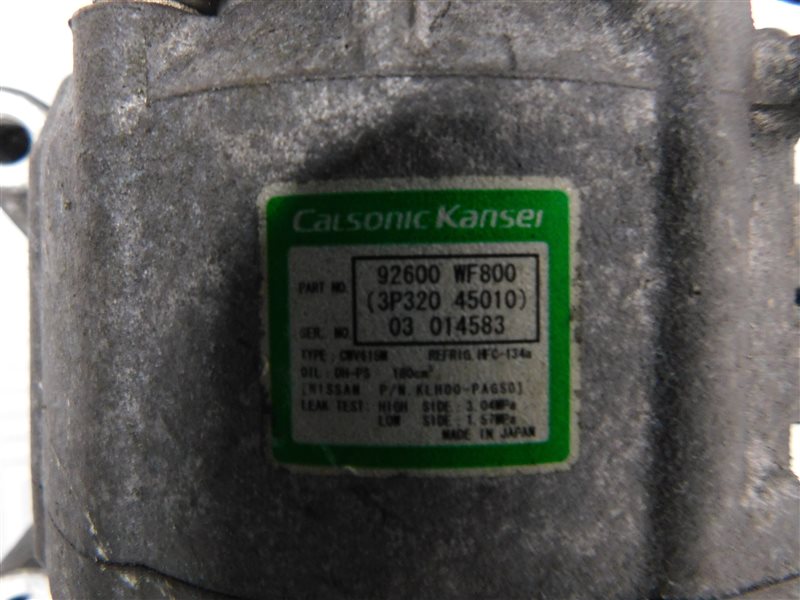 Calsonic Kansei
PART NO. 92600 WF800
(3P320 45010)
SER. NO. 03 014583
TYPE : CWV615M REFRIG. HFC-134a
OIL : DH-PS 180cm³
[NISSAN P/N. KLH00-PAGS0]
LEAK TEST : HIGH SIDE : 3.04MPa
LOW SIDE : 1.57MPa
MADE IN JAPAN